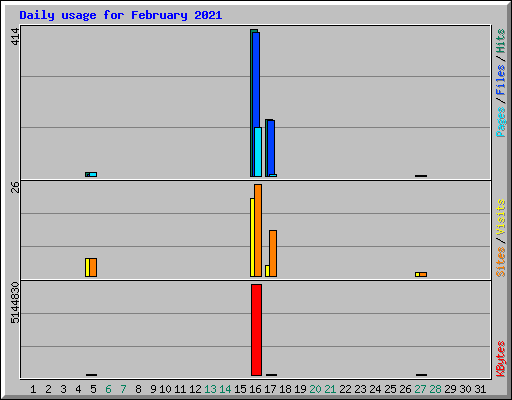 Daily usage for February 2021
414
Pages/Files/Hits
26
Sites/Visits
5144830
KBytes
1 2 3 4 5 6 7 8 9 10 11 12 13 14 15 16 17 18 19 20 21 22 23 24 25 26 27 28 29 30 31